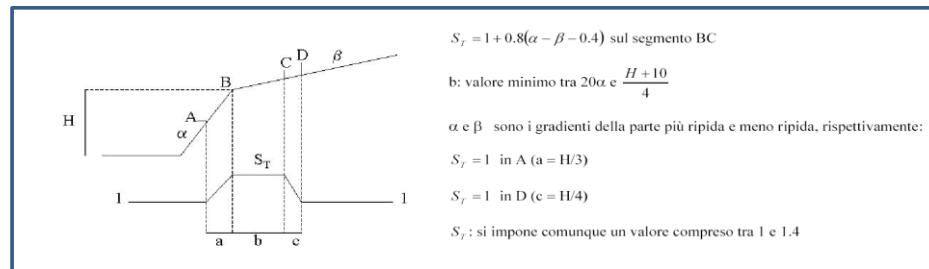 C D β
B
H
A
α
S_T
1 1
a b c
S_T = 1 + 0.8(α − β − 0.4) sul segmento BC
b: valore minimo tra 20α e (H + 10)/4
α e β sono i gradienti della parte più ripida e meno ripida, rispettivamente:
S_T = 1 in A (a = H/3)
S_T = 1 in D (c = H/4)
S_T : si impone comunque un valore compreso tra 1 e 1.4